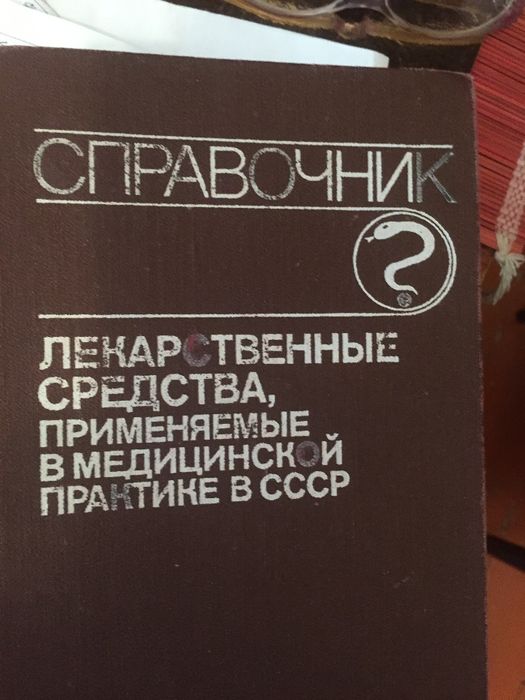 СПРАВОЧНИК
ЛЕКАРСТВЕННЫЕ
СРЕДСТВА,
ПРИМЕНЯЕМЫЕ
В МЕДИЦИНСКОЙ
ПРАКТИКЕ В СССР